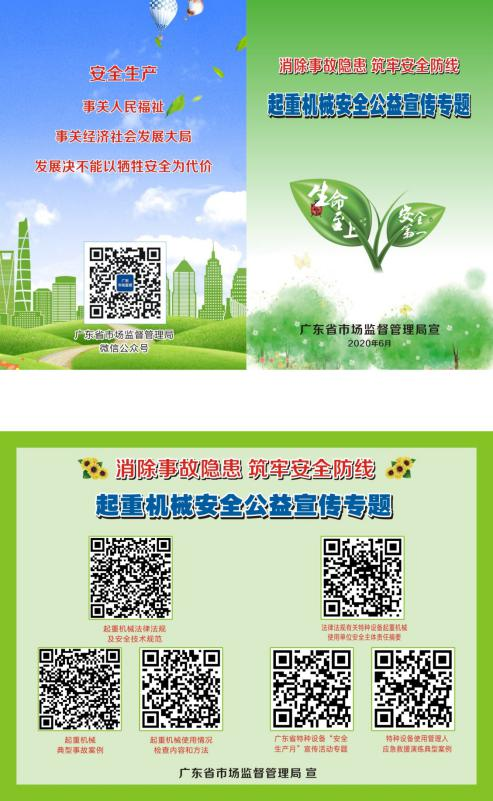 安全生产
事关人民福祉
事关经济社会发展大局
发展决不能以牺牲安全为代价
广东省市场监督管理局
微信公众号
消除事故隐患 筑牢安全防线
起重机械安全公益宣传专题
生命
至上
安全
第一
广东省市场监督管理局宣
2020年6月
消除事故隐患 筑牢安全防线
起重机械安全公益宣传专题
起重机械法律法规
及安全技术规范
法律法规有关特种设备起重机械
使用单位安全主体责任摘要
起重机械
典型事故案例
起重机械使用情况
检查内容和方法
广东省特种设备“安全
生产月”宣传活动专题
特种设备使用管理人
应急救援演练典型案例
广东省市场监督管理局 宣